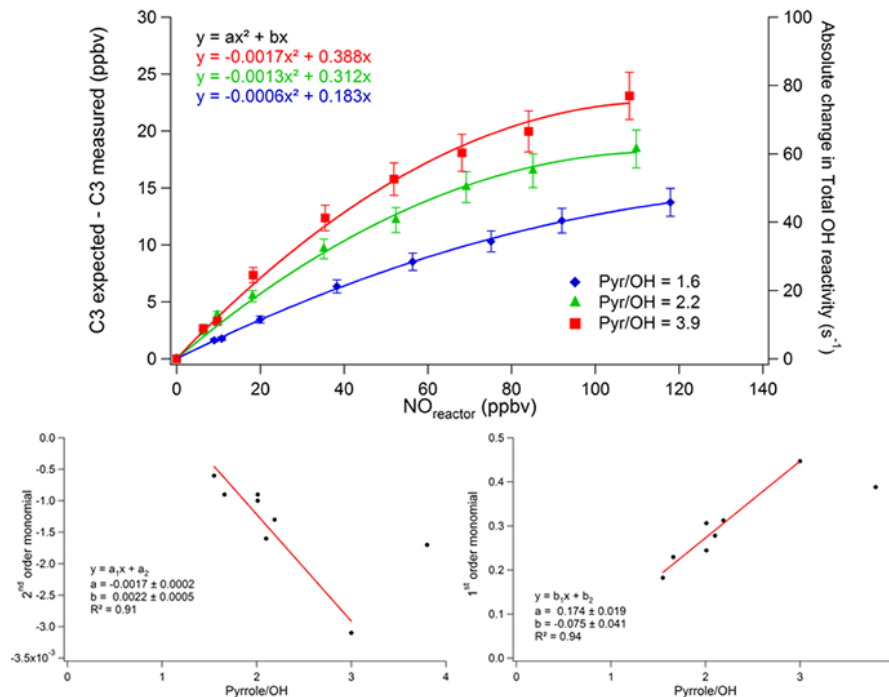 y = ax² + bx
y = -0.0017x² + 0.388x
y = -0.0013x² + 0.312x
y = -0.0006x² + 0.183x
C3 expected - C3 measured (ppbv)
30
25
20
15
10
5
0
Absolute change in Total OH reactivity (s⁻¹)
100
80
60
40
20
0
Pyr/OH = 1.6
Pyr/OH = 2.2
Pyr/OH = 3.9
0 20 40 60 80 100 120 140
NO reactor (ppbv)
2nd order monomial
0.0
-0.5
-1.0
-1.5
-2.0
-2.5
-3.0
-3.5x10⁻³
y = a₁x + a₂
a = -0.0017 ± 0.0002
b = 0.0022 ± 0.0005
R² = 0.91
0 1 2 3 4
Pyrrole/OH
1st order monomial
0.5
0.4
0.3
0.2
0.1
0.0
y = b₁x + b₂
a = 0.174 ± 0.019
b = -0.075 ± 0.041
R² = 0.94
0 1 2 3
Pyrrole/OH